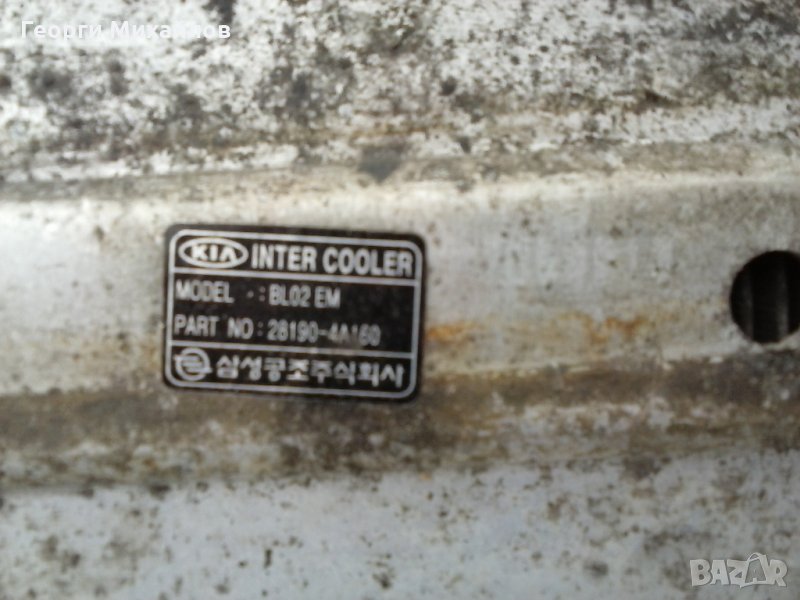 Георги Михайлов
KIA INTER COOLER
MODEL : BL02 EM
PART NO : 28190-4A160
삼성공조주식회사
BAZAR